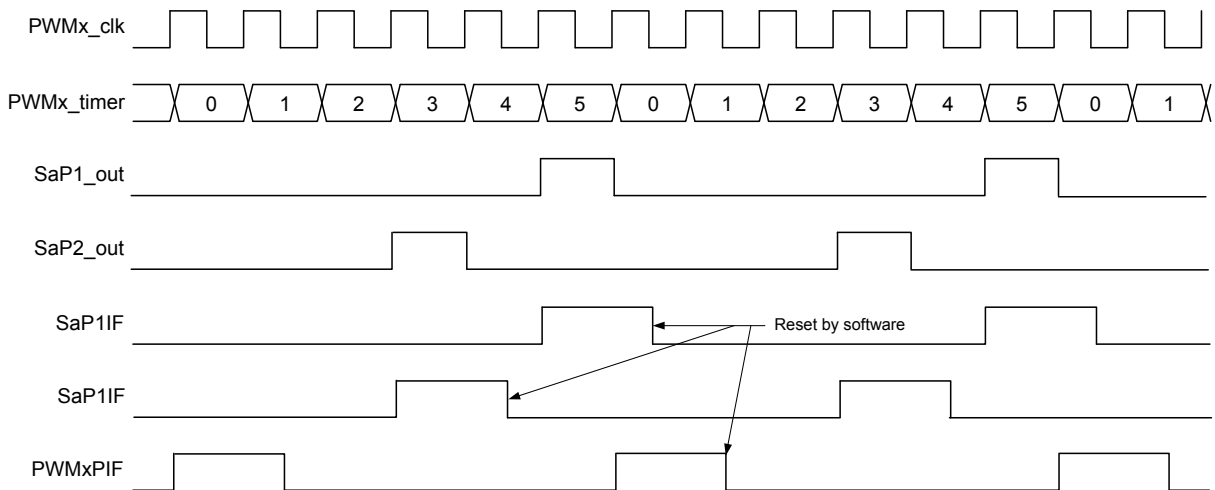 PWMx_clk
PWMx_timer 0 1 2 3 4 5 0 1 2 3 4 5 0 1
SaP1_out
SaP2_out
SaP1IF Reset by software
SaP1IF
PWMxPIF